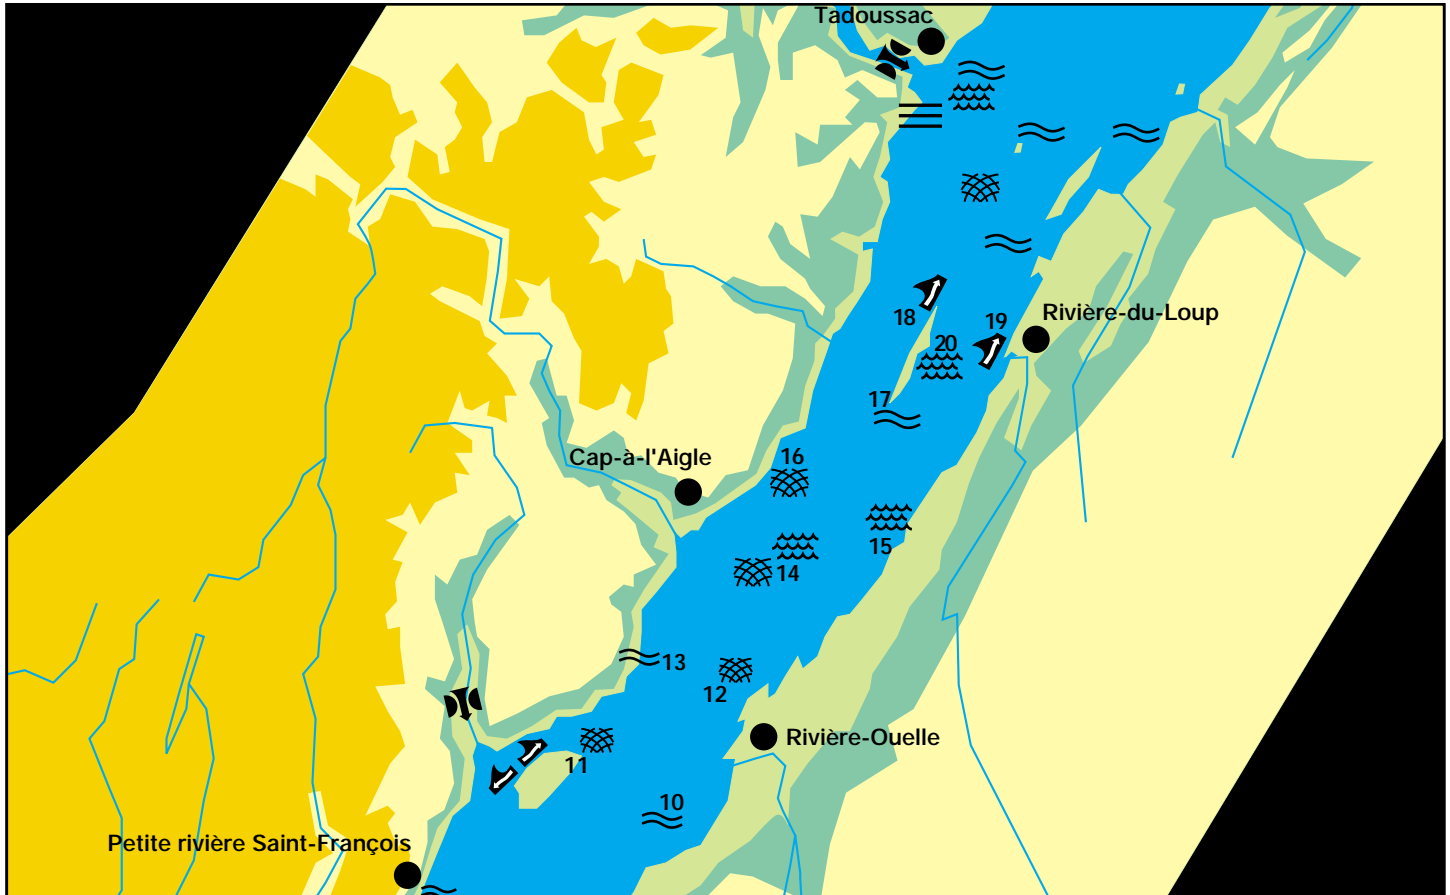 Tadoussac
18
19
Rivière-du-Loup
20
17
16
Cap-à-l'Aigle
15
14
13
12
Rivière-Ouelle
11
10
Petite rivière Saint-François